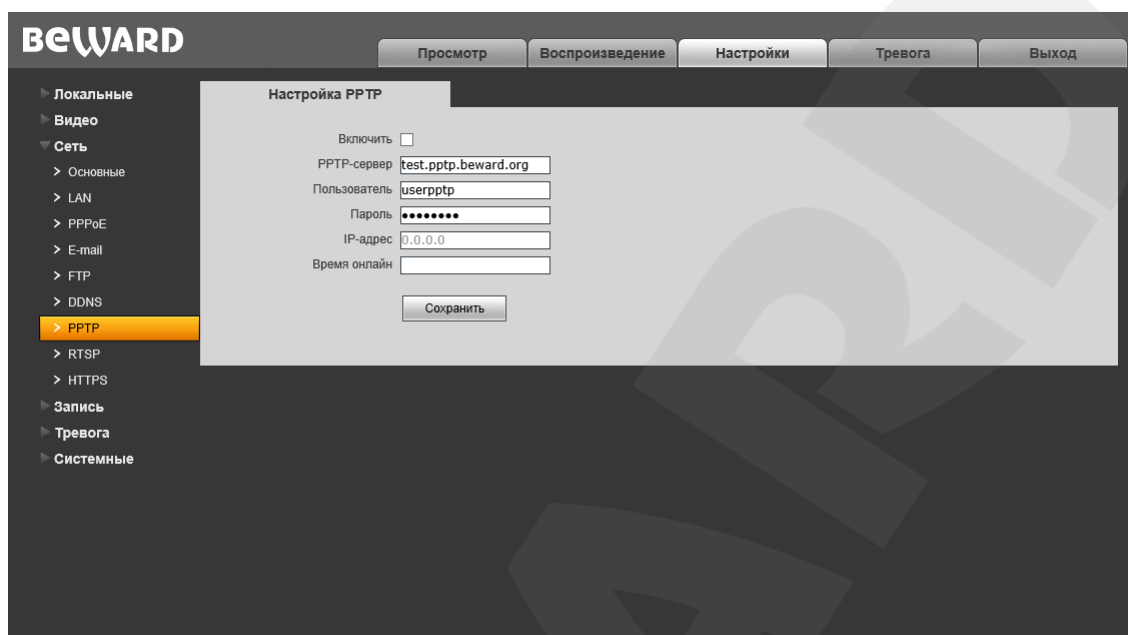 BEWARD
Просмотр Воспроизведение Настройки Тревога Выход
Локальные
Видео
Сеть
Основные
LAN
PPPoE
E-mail
FTP
DDNS
PPTP
RTSP
HTTPS
Запись
Тревога
Системные
Настройка PPTP
Включить
PPTP-сервер test.pptp.beward.org
Пользователь userpptp
Пароль ••••••••
IP-адрес 0.0.0.0
Время онлайн
Сохранить